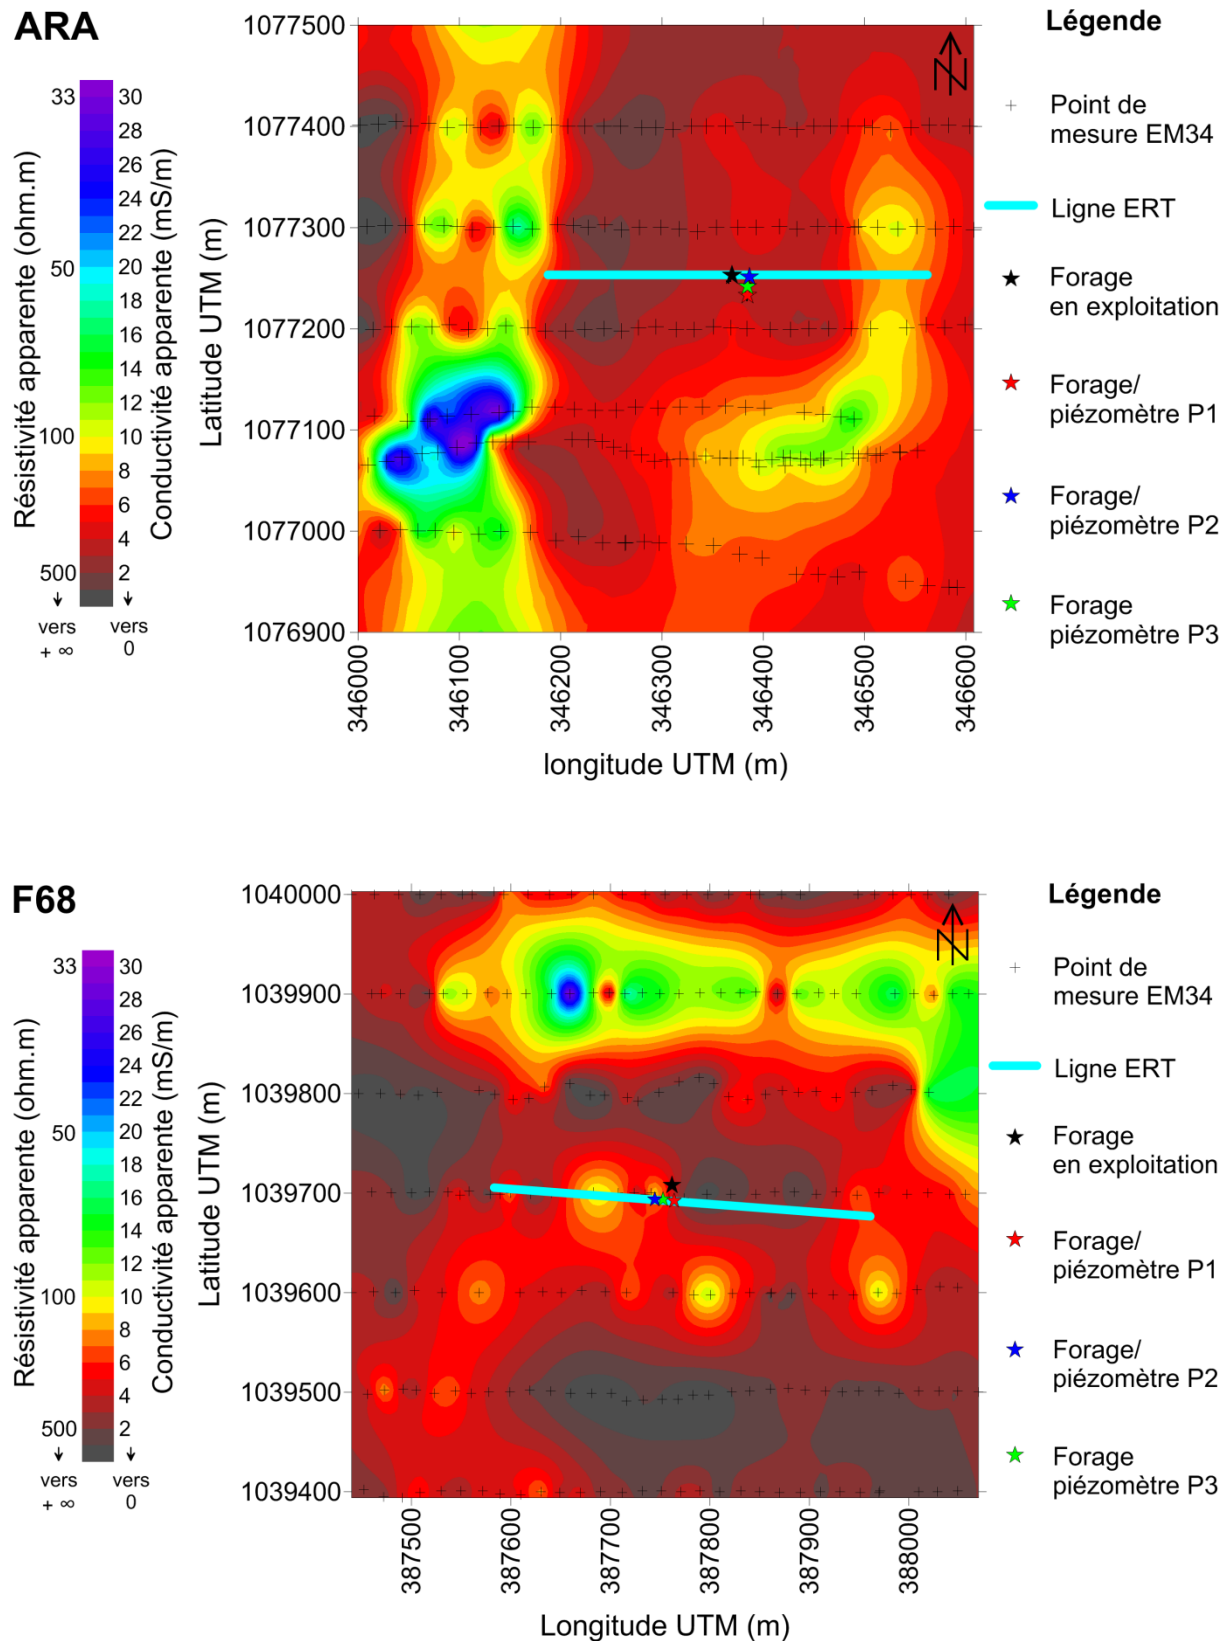 ARA
Résistivité apparente (ohm.m)
33
50
100
500
vers
+ ∞
Conductivité apparente (mS/m)
30
28
26
24
22
20
18
16
14
12
10
8
6
4
2
vers
0
Latitude UTM (m)
1077500
1077400
1077300
1077200
1077100
1077000
1076900
N
346000
346100
346200
346300
346400
346500
346600
longitude UTM (m)
Légende
Point de
mesure EM34
Ligne ERT
Forage
en exploitation
Forage/
piézomètre P1
Forage/
piézomètre P2
Forage
piézomètre P3
F68
Résistivité apparente (ohm.m)
33
50
100
500
vers
+ ∞
Conductivité apparente (mS/m)
30
28
26
24
22
20
18
16
14
12
10
8
6
4
2
vers
0
Latitude UTM (m)
1040000
1039900
1039800
1039700
1039600
1039500
1039400
N
387500
387600
387700
387800
387900
388000
Longitude UTM (m)
Légende
Point de
mesure EM34
Ligne ERT
Forage
en exploitation
Forage/
piézomètre P1
Forage/
piézomètre P2
Forage
piézomètre P3